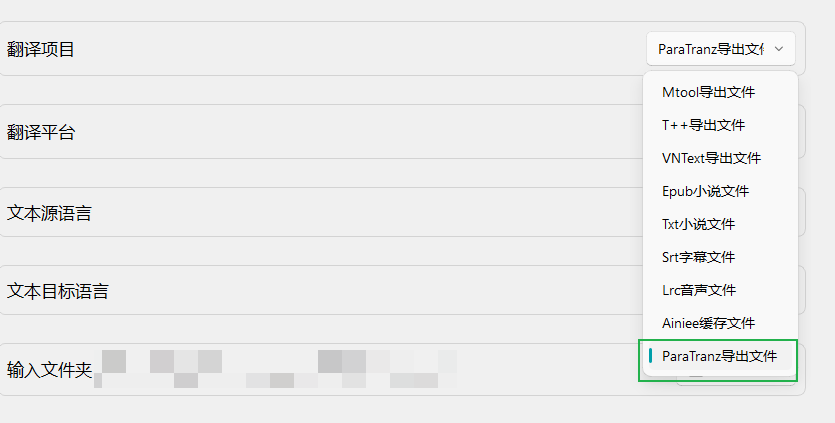 翻译项目
ParaTranz导出文件
Mtool导出文件
T++导出文件
翻译平台
VNText导出文件
Epub小说文件
文本源语言
Txt小说文件
Srt字幕文件
文本目标语言
Lrc音声文件
Ainiee缓存文件
ParaTranz导出文件
输入文件夹